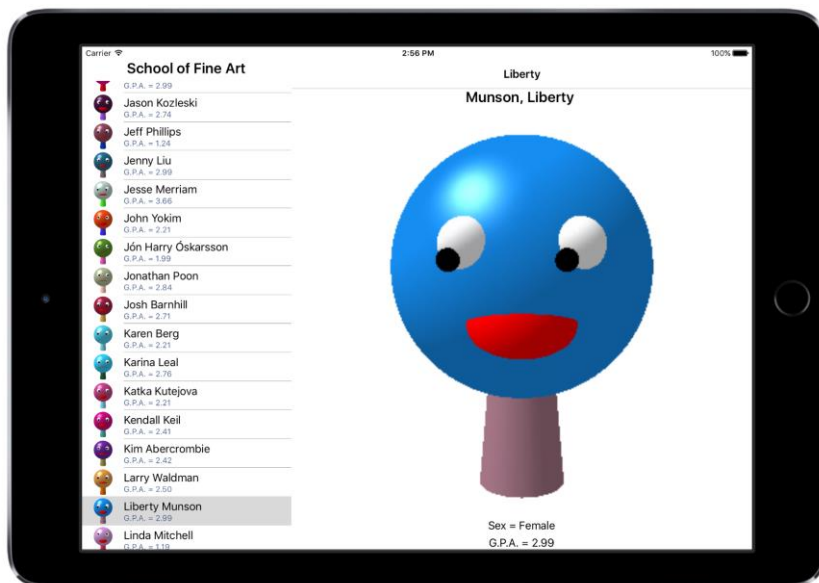 Carrier 2:56 PM 100%
School of Fine Art
G.P.A. = 2.99
Jason Kozleski
G.P.A. = 2.74
Jeff Phillips
G.P.A. = 1.24
Jenny Liu
G.P.A. = 2.99
Jesse Merriam
G.P.A. = 3.66
John Yokim
G.P.A. = 2.21
Jón Harry Óskarsson
G.P.A. = 1.99
Jonathan Poon
G.P.A. = 2.84
Josh Barnhill
G.P.A. = 2.71
Karen Berg
G.P.A. = 2.21
Karina Leal
G.P.A. = 2.76
Katka Kutejova
G.P.A. = 2.21
Kendall Keil
G.P.A. = 2.41
Kim Abercrombie
G.P.A. = 2.42
Larry Waldman
G.P.A. = 2.50
Liberty Munson
G.P.A. = 2.99
Linda Mitchell
G.P.A. = 1.19
Liberty
Munson, Liberty
Sex = Female
G.P.A. = 2.99